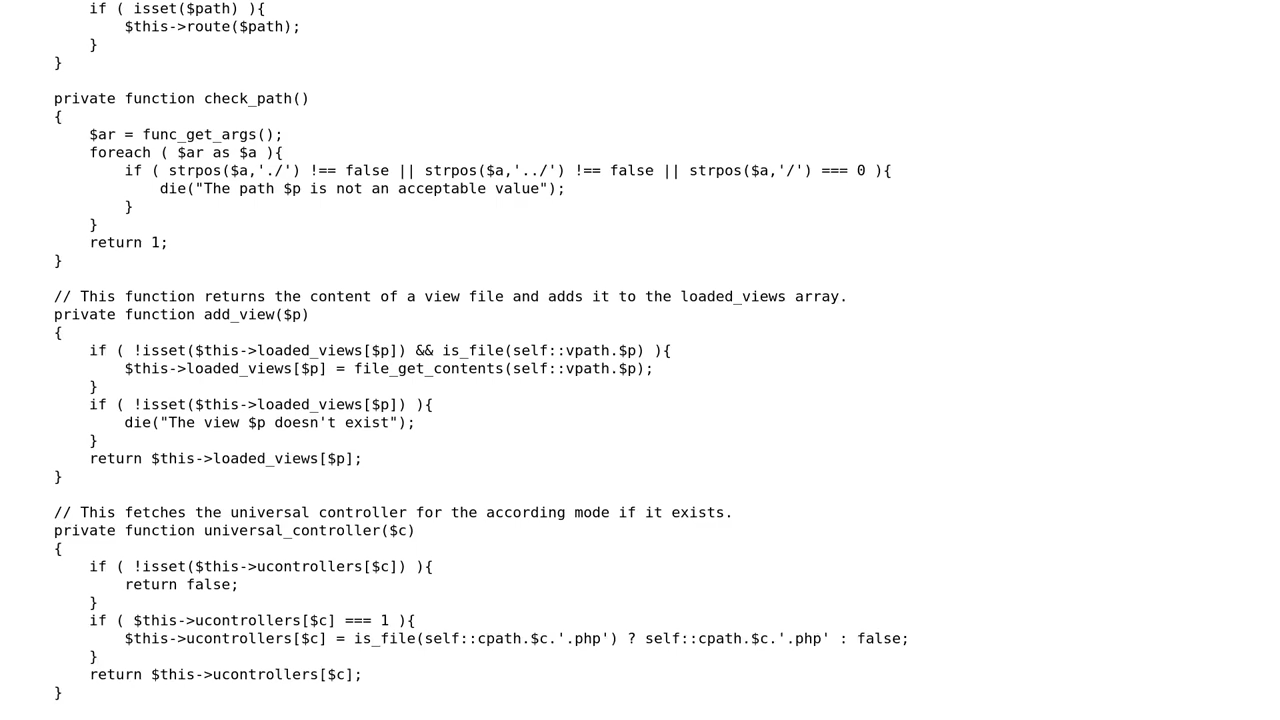 if ( isset($path) ){
$this->route($path);
}
}
private function check_path()
{
$ar = func_get_args();
foreach ( $ar as $a ){
if ( strpos($a,'./') !== false || strpos($a,'../') !== false || strpos($a,'/') === 0 ){
die("The path $p is not an acceptable value");
}
}
return 1;
}
// This function returns the content of a view file and adds it to the loaded_views array.
private function add_view($p)
{
if ( !isset($this->loaded_views[$p]) && is_file(self::vpath.$p) ){
$this->loaded_views[$p] = file_get_contents(self::vpath.$p);
}
if ( !isset($this->loaded_views[$p]) ){
die("The view $p doesn't exist");
}
return $this->loaded_views[$p];
}
// This fetches the universal controller for the according mode if it exists.
private function universal_controller($c)
{
if ( !isset($this->ucontrollers[$c]) ){
return false;
}
if ( $this->ucontrollers[$c] === 1 ){
$this->ucontrollers[$c] = is_file(self::cpath.$c.'.php') ? self::cpath.$c.'.php' : false;
}
return $this->ucontrollers[$c];
}